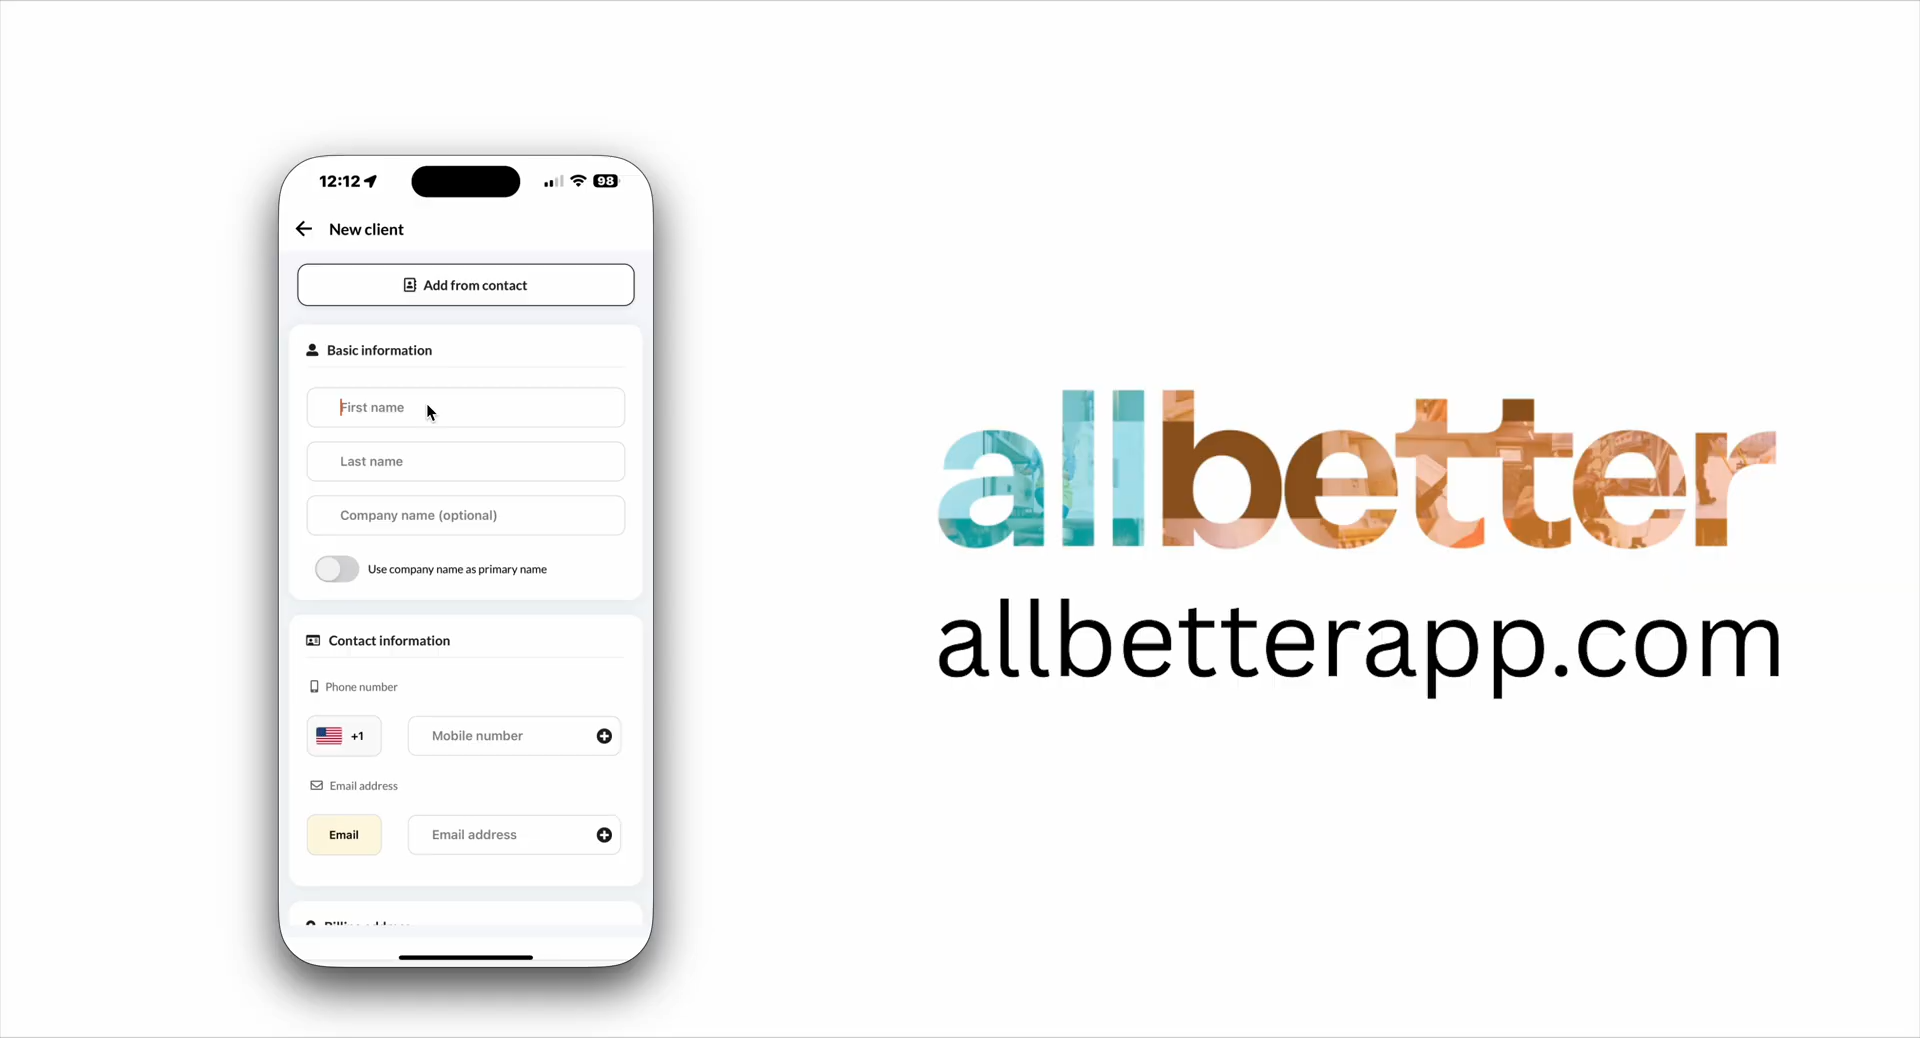 12:12
98
New client
Add from contact
Basic information
First name
Last name
Company name (optional)
Use company name as primary name
Contact information
Phone number
+1
Mobile number
Email address
Email
Email address
Billing address
allbetter
allbetterapp.com